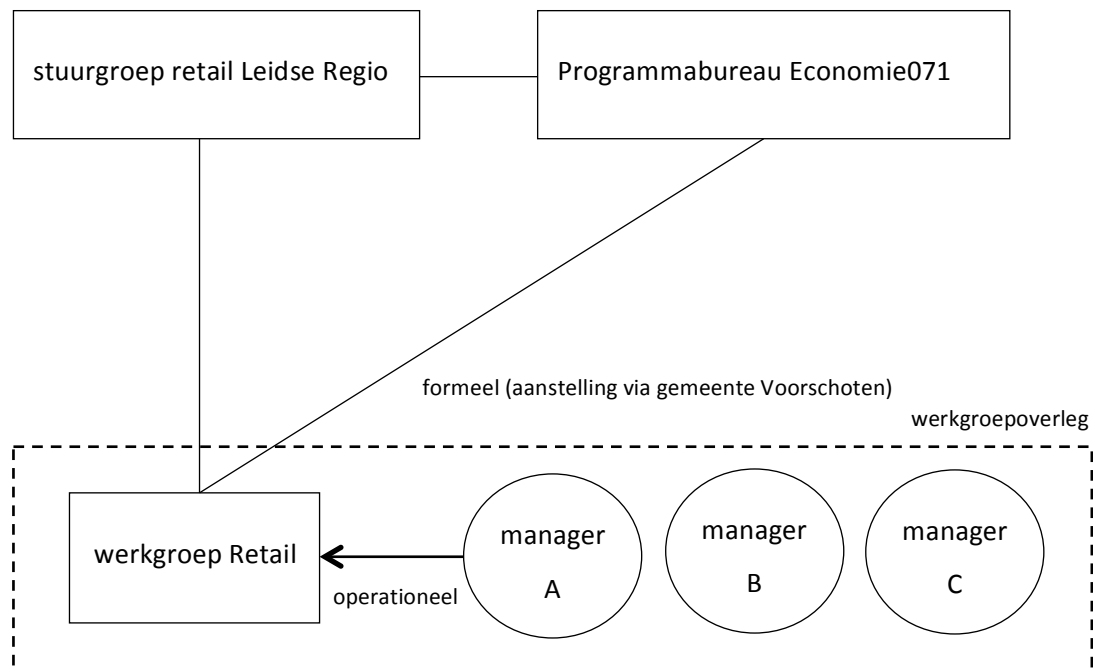 stuurgroep retail Leidse Regio
Programmabureau Economie071
formeel (aanstelling via gemeente Voorschoten)
werkgroepoverleg
werkgroep Retail
operationeel
manager
A
manager
B
manager
C